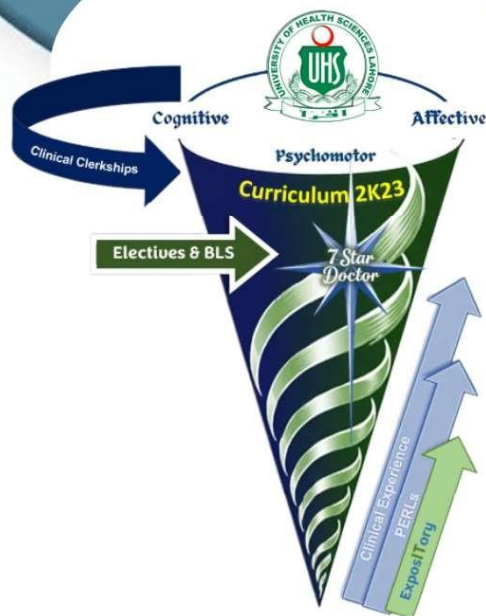 UNIVERSITY OF HEALTH SCIENCES LAHORE
UHS
Cognitive
Affective
Psychomotor
Clinical Clerkships
Curriculum 2K23
Electives & BLS
7 Star
Doctor
Clinical Experience
PERLs
ExposITory